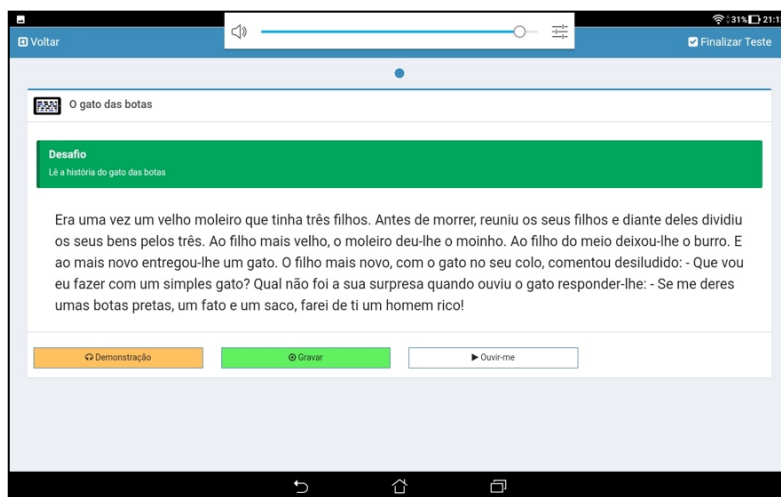 31% 21:13
Voltar
Finalizar Teste
O gato das botas
Desafio
Lê a história do gato das botas
Era uma vez um velho moleiro que tinha três filhos. Antes de morrer, reuniu os seus filhos e diante deles dividiu
os seus bens pelos três. Ao filho mais velho, o moleiro deu-lhe o moinho. Ao filho do meio deixou-lhe o burro. E
ao mais novo entregou-lhe um gato. O filho mais novo, com o gato no seu colo, comentou desiludido: - Que vou
eu fazer com um simples gato? Qual não foi a sua surpresa quando ouviu o gato responder-lhe: - Se me deres
umas botas pretas, um fato e um saco, farei de ti um homem rico!
Demonstração
Gravar
Ouvir-me